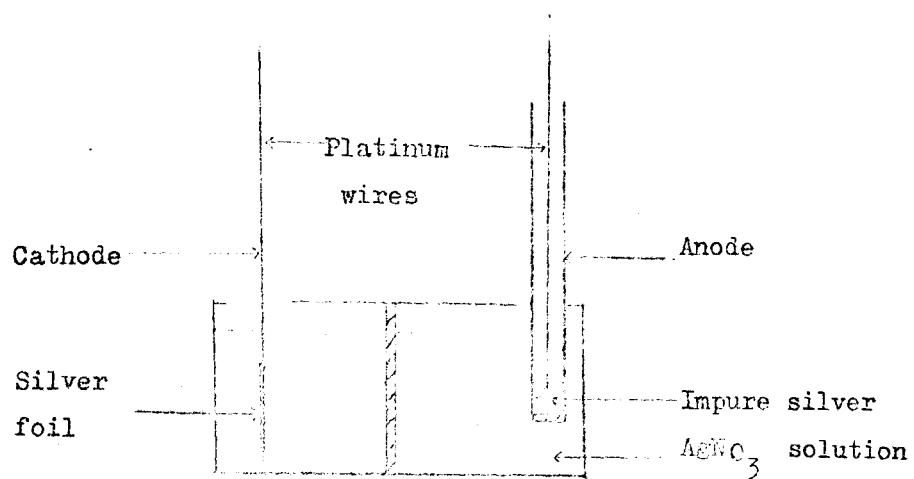 Platinum
wires
Cathode
Anode
Silver
foil
Impure silver
AgNO3 solution